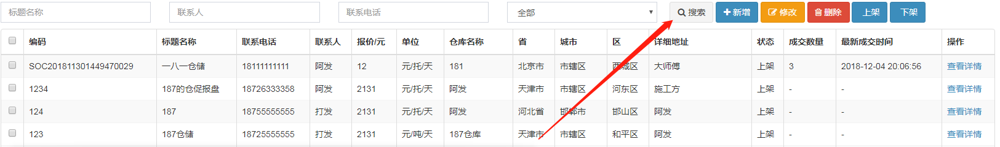 标题名称 联系人 联系电话 全部 搜索 新增 修改 删除 上架 下架
编码 标题名称 联系电话 联系人 报价/元 单位 仓库名称 省 城市 区 详细地址 状态 成交数量 最新成交时间 操作
SOC201811301449470029 一八一仓储 18111111111 阿发 12 元/托/天 181 北京市 市辖区 西城区 大师傅 上架 3 2018-12-04 20:06:56 查看详情
1234 187的仓促报盘 18726333358 阿发 2131 元/托/天 阿发 天津市 市辖区 河东区 施工方 上架 - - 查看详情
124 187 18755555555 打发 2131 元/托/天 阿发 河北省 邯郸市 邯山区 阿发 上架 - - 查看详情
123 187仓储 18725555555 打发 2131 元/吨/天 187仓库 天津市 市辖区 和平区 阿发 上架 - - 查看详情